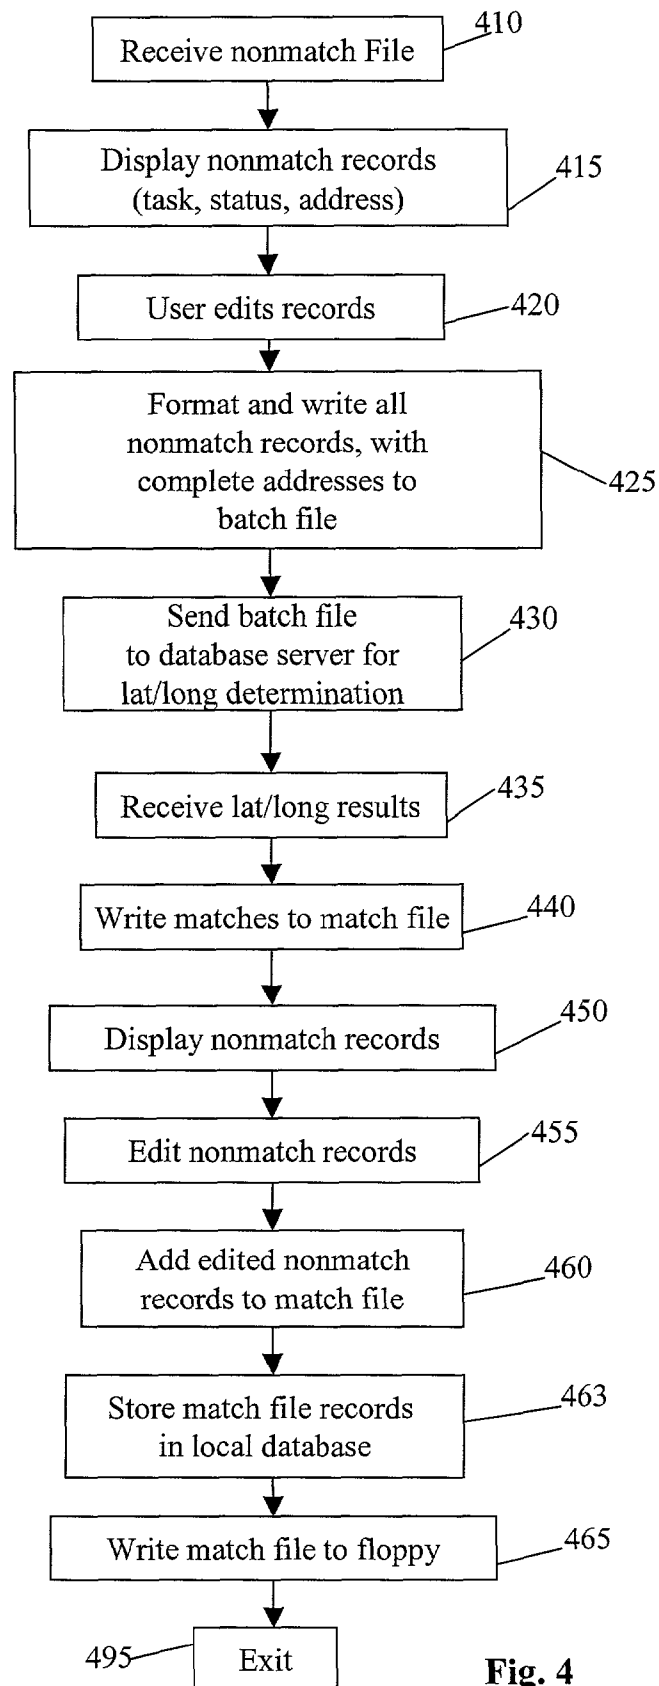 410
Receive nonmatch File
Display nonmatch records
(task, status, address)
415
User edits records
420
Format and write all
nonmatch records, with
complete addresses to
batch file
425
Send batch file
to database server for
lat/long determination
430
Receive lat/long results
435
Write matches to match file
440
Display nonmatch records
450
Edit nonmatch records
455
Add edited nonmatch
records to match file
460
Store match file records
in local database
463
Write match file to floppy
465
495
Exit
Fig. 4